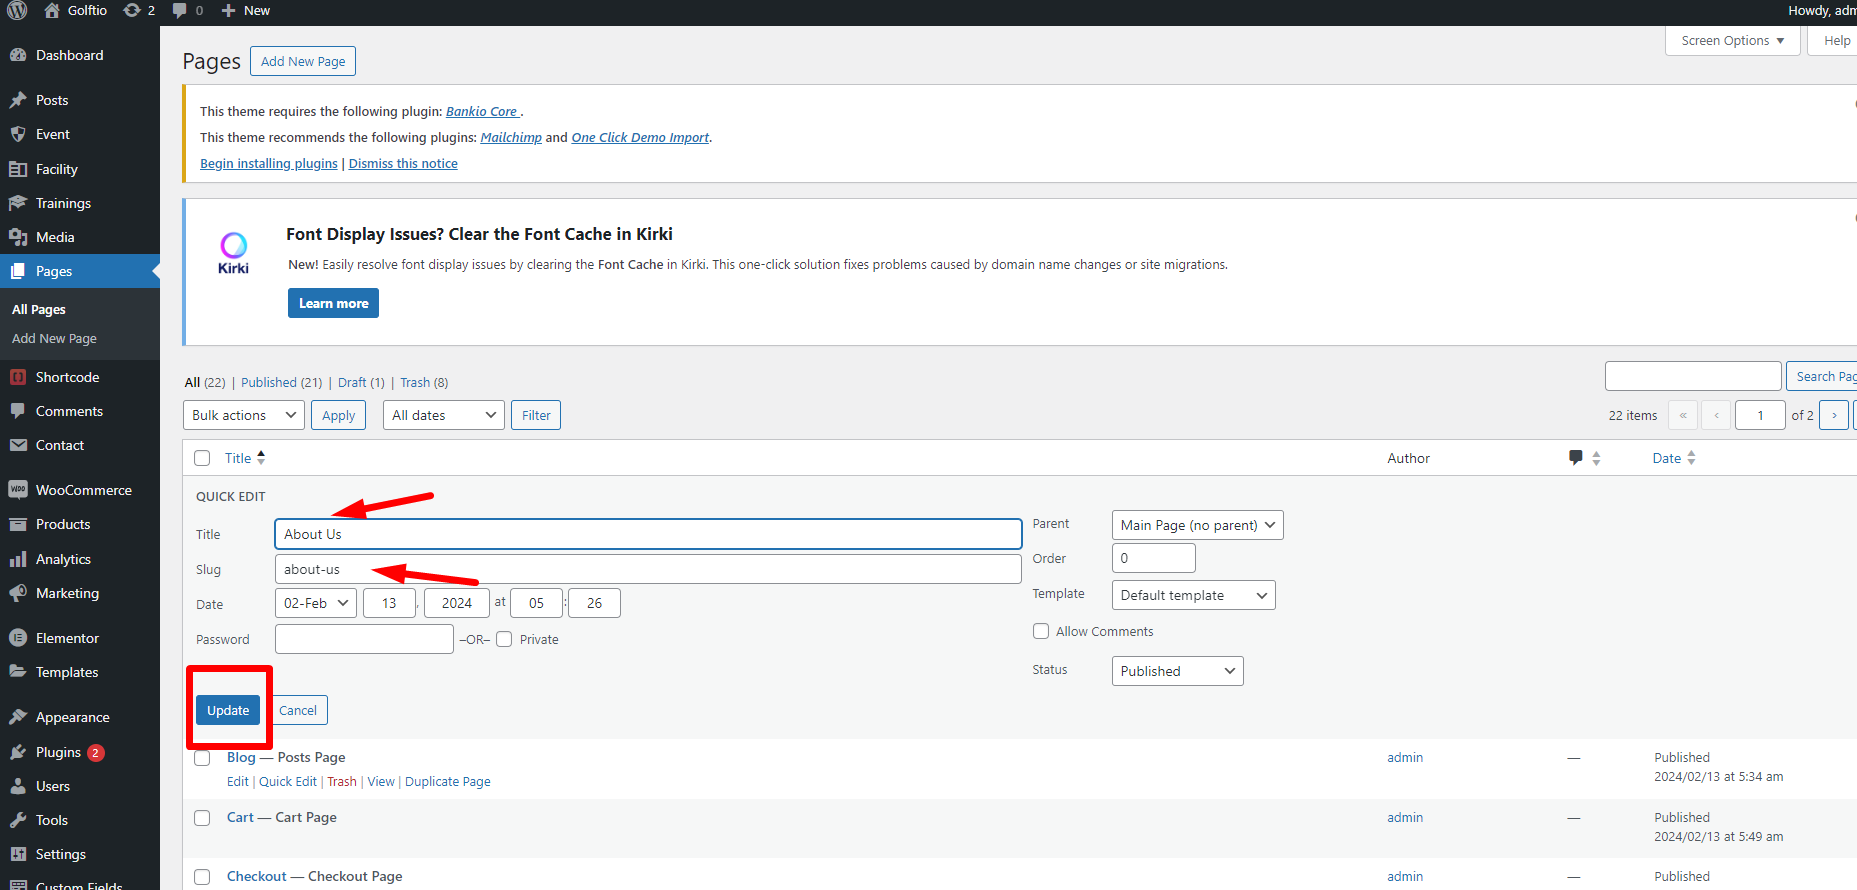 Golftio 2 0 New Howdy, adm
Dashboard
Posts
Event
Facility
Trainings
Media
Pages
All Pages
Add New Page
Shortcode
Comments
Contact
WooCommerce
Products
Analytics
Marketing
Elementor
Templates
Appearance
Plugins 2
Users
Tools
Settings
Custom Fields
Screen Options Help
Pages Add New Page
This theme requires the following plugin: Bankio Core .
This theme recommends the following plugins: Mailchimp and One Click Demo Import.
Begin installing plugins | Dismiss this notice
Kirki
Font Display Issues? Clear the Font Cache in Kirki
New! Easily resolve font display issues by clearing the Font Cache in Kirki. This one-click solution fixes problems caused by domain name changes or site migrations.
Learn more
All (22) | Published (21) | Draft (1) | Trash (8)
Search Pag
Bulk actions Apply All dates Filter
22 items « ‹ 1 of 2 ›
Title Author Date
QUICK EDIT
Title About Us
Slug about-us
Date 02-Feb 13 , 2024 at 05 : 26
Password –OR– Private
Parent Main Page (no parent)
Order 0
Template Default template
Allow Comments
Status Published
Update Cancel
Blog — Posts Page admin — Published
Edit | Quick Edit | Trash | View | Duplicate Page 2024/02/13 at 5:34 am
Cart — Cart Page admin — Published
2024/02/13 at 5:49 am
Checkout — Checkout Page admin — Published